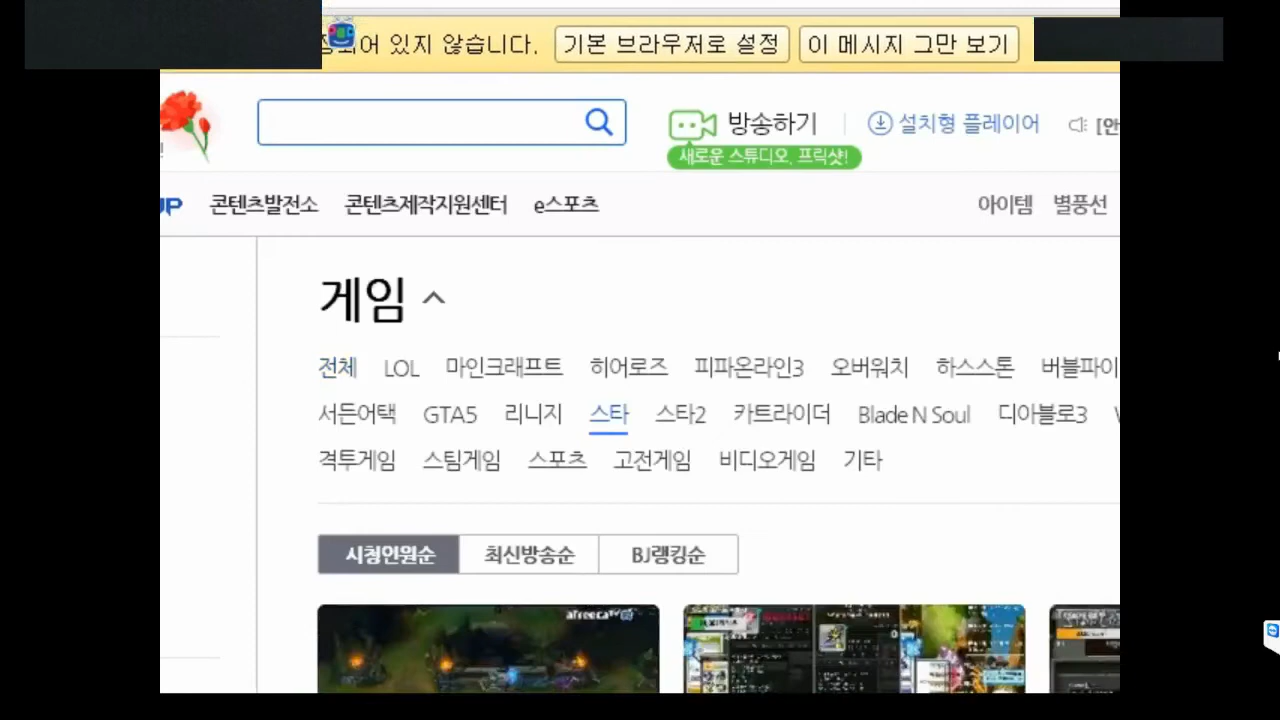 되어 있지 않습니다. 기본 브라우저로 설정 이 메시지 그만 보기
방송하기 설치형 플레이어 [안
새로운 스튜디오, 프릭샷!
UP 콘텐츠발전소 콘텐츠제작지원센터 e스포츠 아이템 별풍선
게임
전체 LOL 마인크래프트 히어로즈 피파온라인3 오버워치 하스스톤 버블파이
서든어택 GTA5 리니지 스타 스타2 카트라이더 Blade N Soul 디아블로3
격투게임 스팀게임 스포츠 고전게임 비디오게임 기타
시청인원순 최신방송순 BJ랭킹순
afreecaTV